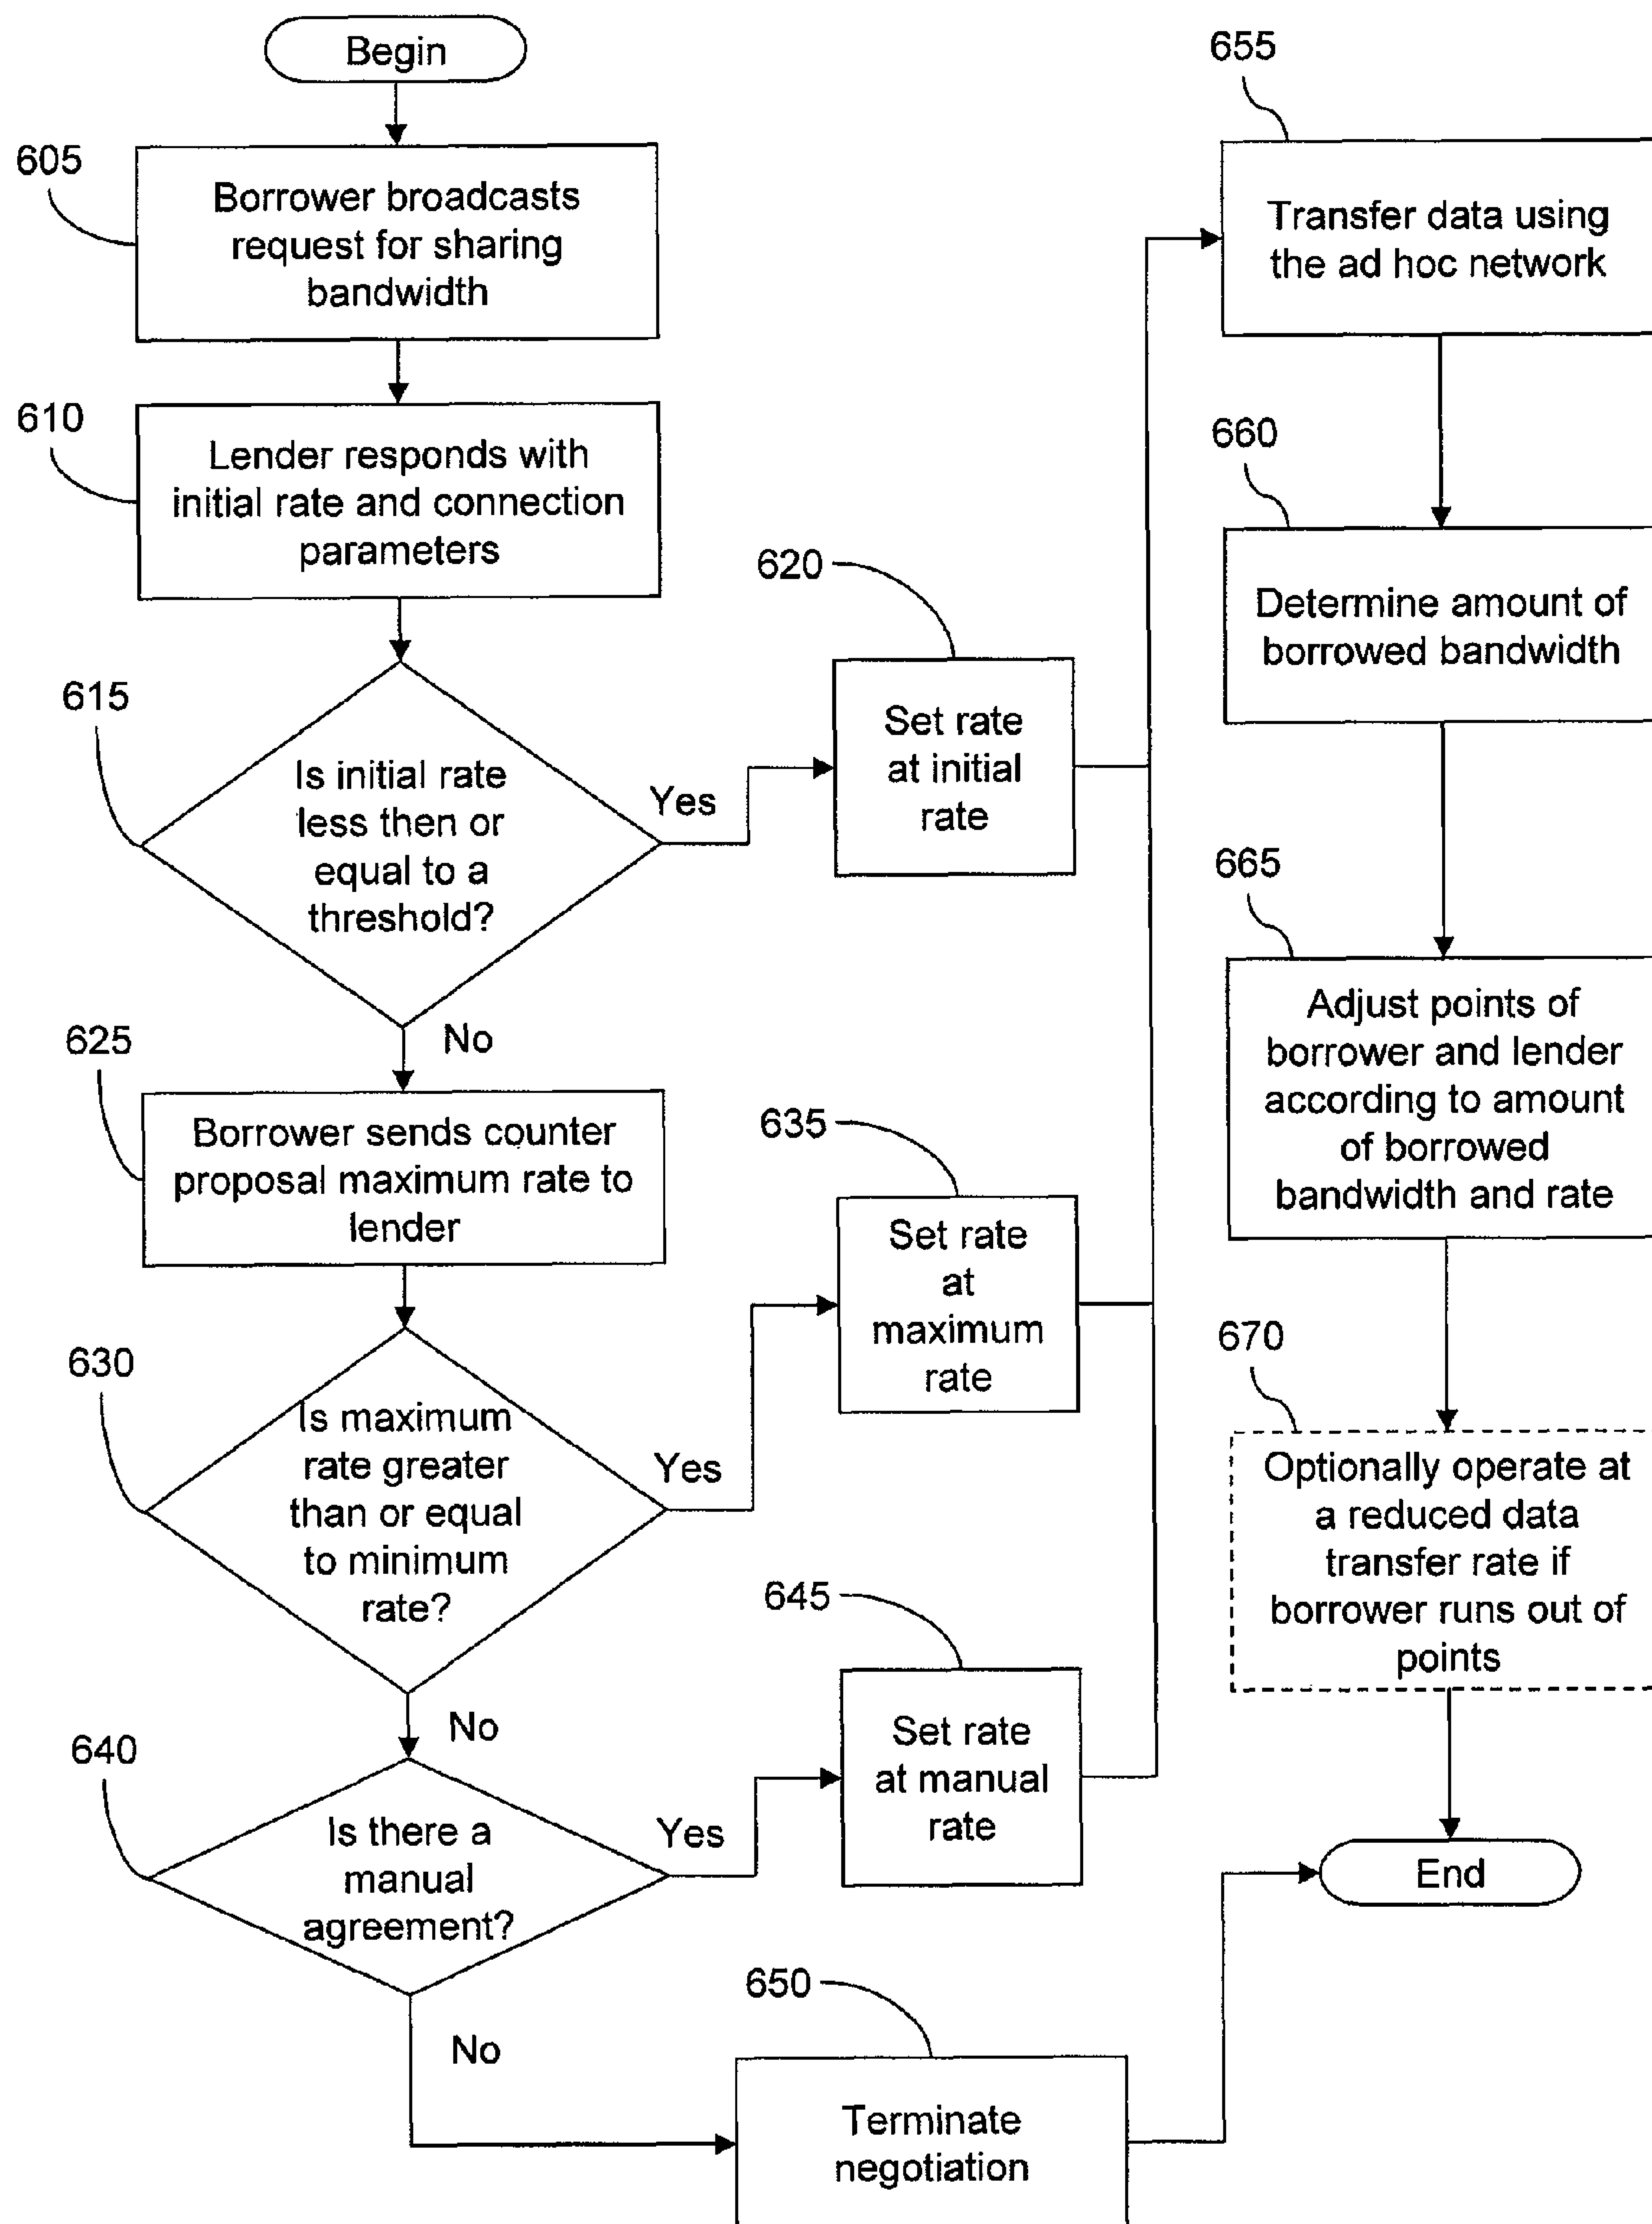 Begin
605
Borrower broadcasts
request for sharing
bandwidth
610
Lender responds with
initial rate and connection
parameters
615
Is initial rate
less then or
equal to a
threshold?
Yes
620
Set rate
at initial
rate
No
625
Borrower sends counter
proposal maximum rate to
lender
630
Is maximum
rate greater
than or equal
to minimum
rate?
Yes
635
Set rate
at
maximum
rate
No
640
Is there a
manual
agreement?
Yes
645
Set rate
at manual
rate
No
650
Terminate
negotiation
655
Transfer data using
the ad hoc network
660
Determine amount of
borrowed bandwidth
665
Adjust points of
borrower and lender
according to amount
of borrowed
bandwidth and rate
670
Optionally operate at
a reduced data
transfer rate if
borrower runs out of
points
End